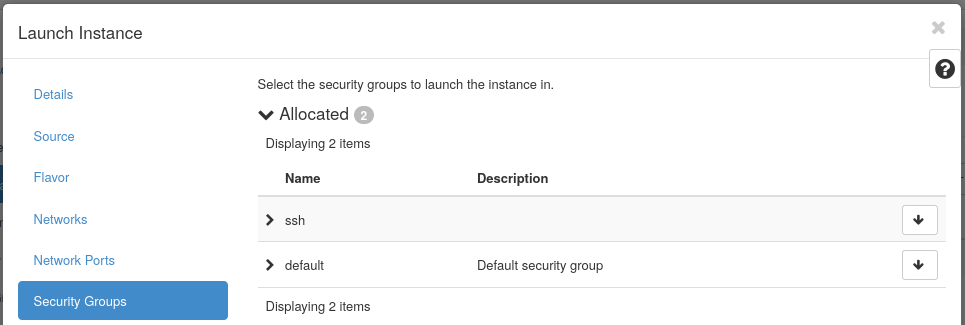 Launch Instance
Details
Source
Flavor
Networks
Network Ports
Security Groups
Select the security groups to launch the instance in.
Allocated 2
Displaying 2 items
Name Description
ssh
default Default security group
Displaying 2 items